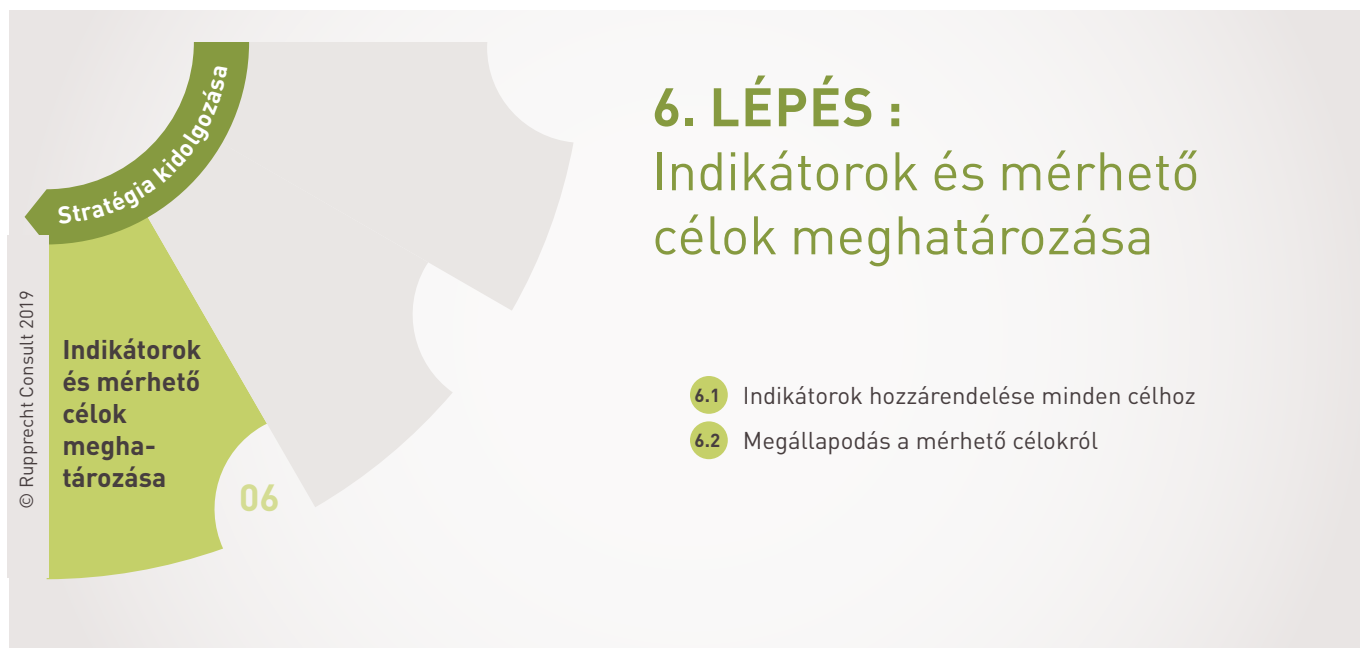 Stratégia kidolgozása
6. LÉPÉS :
Indikátorok és mérhető
célok meghatározása
© Rupprecht Consult 2019
Indikátorok
és mérhető
célok
megha-
tározása
06
6.1 Indikátorok hozzárendelése minden célhoz
6.2 Megállapodás a mérhető célokról